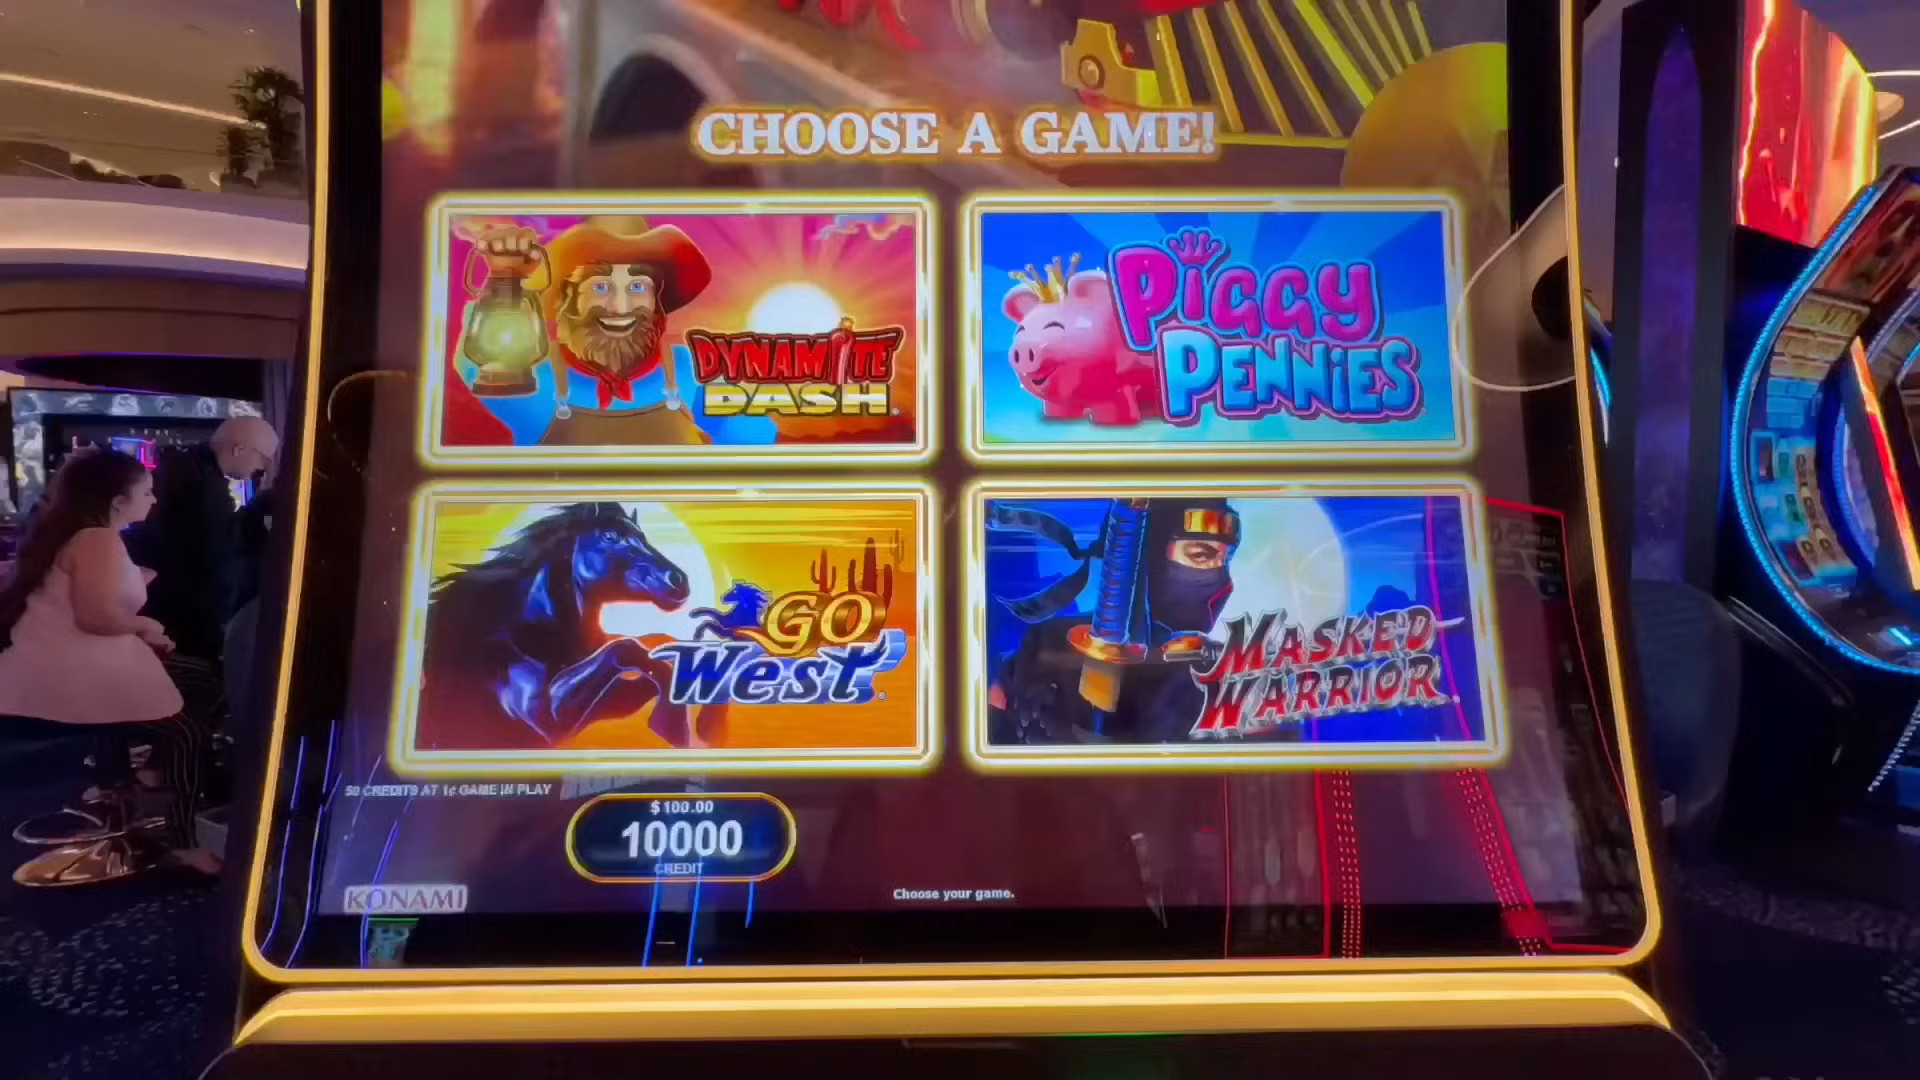 CHOOSE A GAME!
DYNAMITE
DASH
PIGGY
PENNIES
GO
West
MASKED
WARRIOR
50 CREDITS AT 1¢ GAME IN PLAY
$100.00
10000
CREDIT
KONAMI
Choose your game.